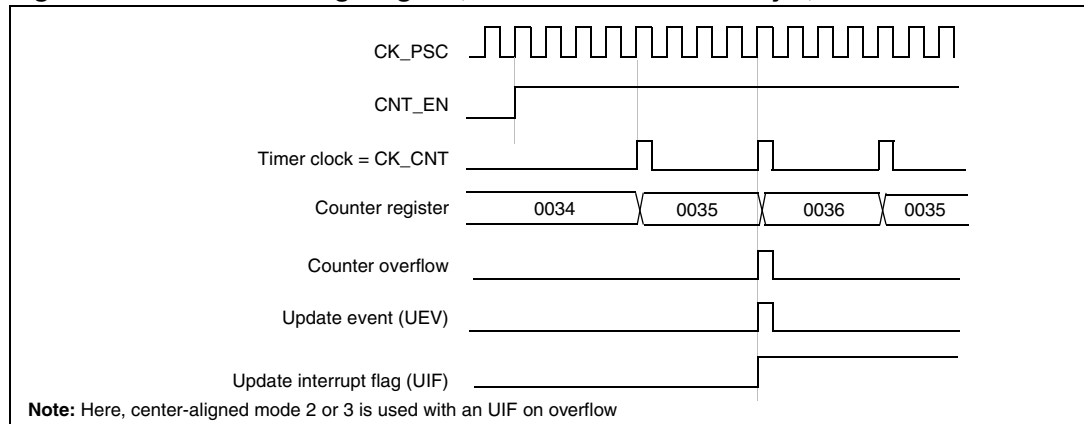 CK_PSC
CNT_EN
Timer clock = CK_CNT
Counter register 0034 0035 0036 0035
Counter overflow
Update event (UEV)
Update interrupt flag (UIF)
Note: Here, center-aligned mode 2 or 3 is used with an UIF on overflow